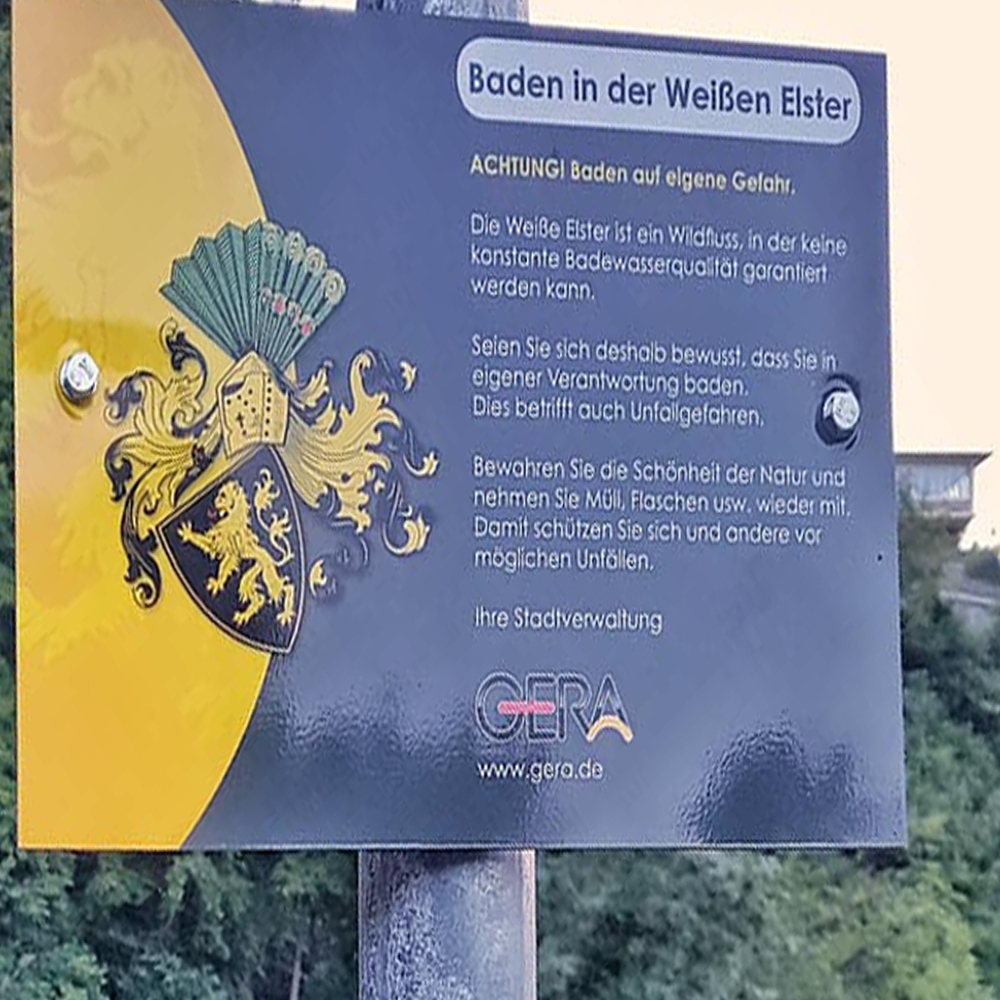 Baden in der Weißen Elster
ACHTUNG! Baden auf eigene Gefahr.
Die Weiße Elster ist ein Wildfluss, in der keine
konstante Badewasserqualität garantiert
werden kann.
Seien Sie sich deshalb bewusst, dass Sie in
eigener Verantwortung baden.
Dies betrifft auch Unfallgefahren.
Bewahren Sie die Schönheit der Natur und
nehmen Sie Müll, Flaschen usw. wieder mit.
Damit schützen Sie sich und andere vor
möglichen Unfällen.
Ihre Stadtverwaltung
GERA
www.gera.de